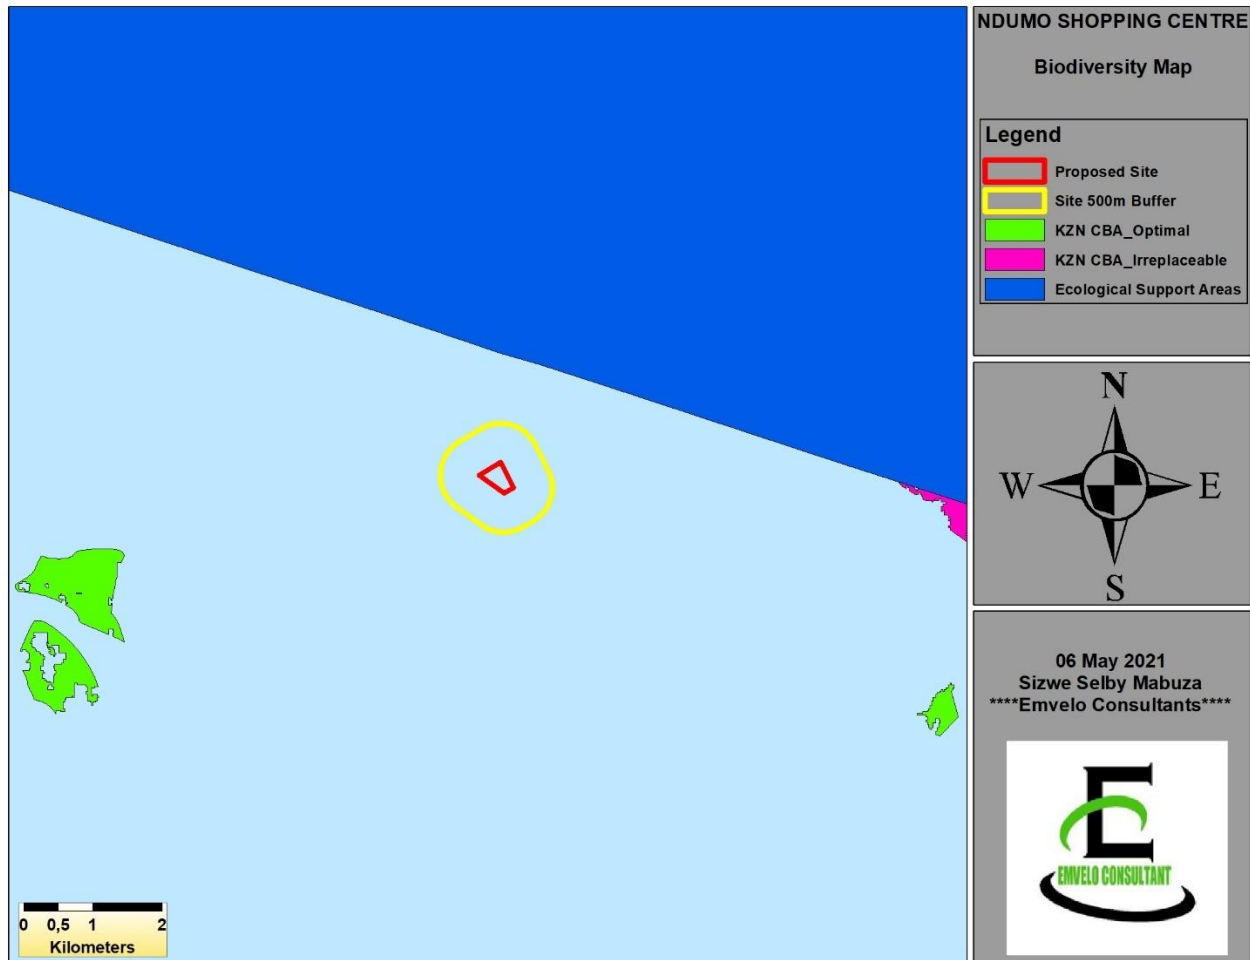 NDUMO SHOPPING CENTRE
Biodiversity Map
Legend
Proposed Site
Site 500m Buffer
KZN CBA_Optimal
KZN CBA_Irreplaceable
Ecological Support Areas
N
W E
S
06 May 2021
Sizwe Selby Mabuza
****Emvelo Consultants****
E
EMVELO CONSULTANT
0 0,5 1 2
Kilometers